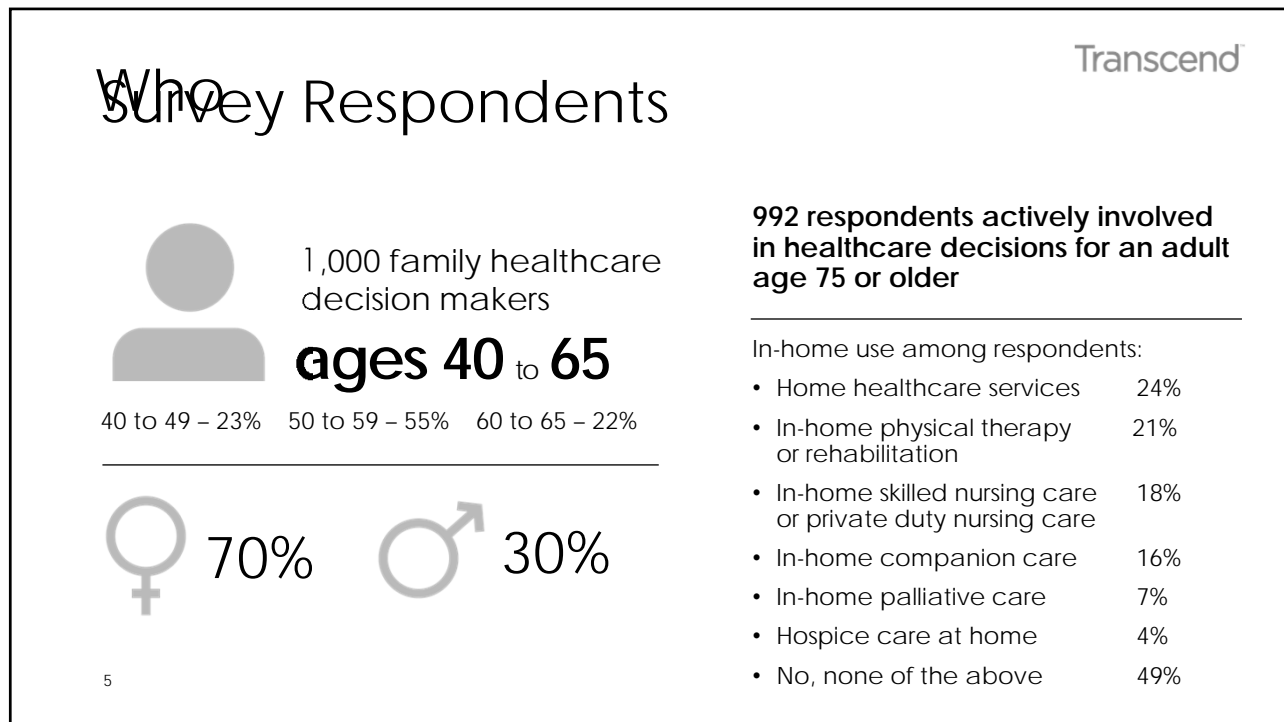 Transcend™
Who
Survey Respondents
1,000 family healthcare
decision makers
ages 40 to 65
40 to 49 – 23% 50 to 59 – 55% 60 to 65 – 22%
70% 30%
992 respondents actively involved
in healthcare decisions for an adult
age 75 or older
In-home use among respondents:
• Home healthcare services 24%
• In-home physical therapy 21%
or rehabilitation
• In-home skilled nursing care 18%
or private duty nursing care
• In-home companion care 16%
• In-home palliative care 7%
• Hospice care at home 4%
• No, none of the above 49%
5